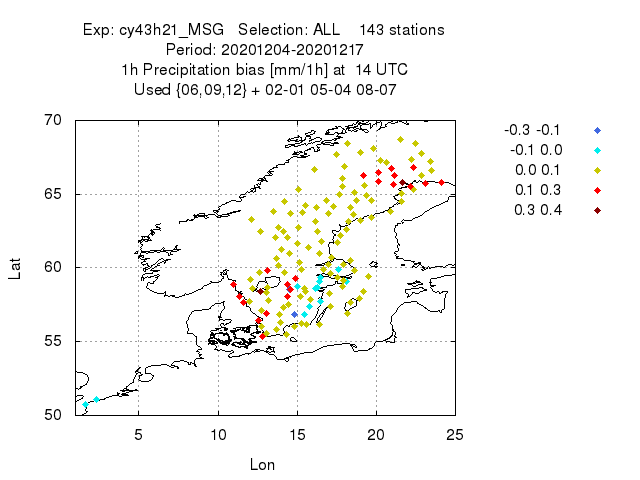 Exp: cy43h21_MSG Selection: ALL 143 stations
Period: 20201204-20201217
1h Precipitation bias [mm/1h] at 14 UTC
Used {06,09,12} + 02-01 05-04 08-07
70
65
60
55
50
Lat
5 10 15 20 25
Lon
-0.3 -0.1
-0.1 0.0
0.0 0.1
0.1 0.3
0.3 0.4